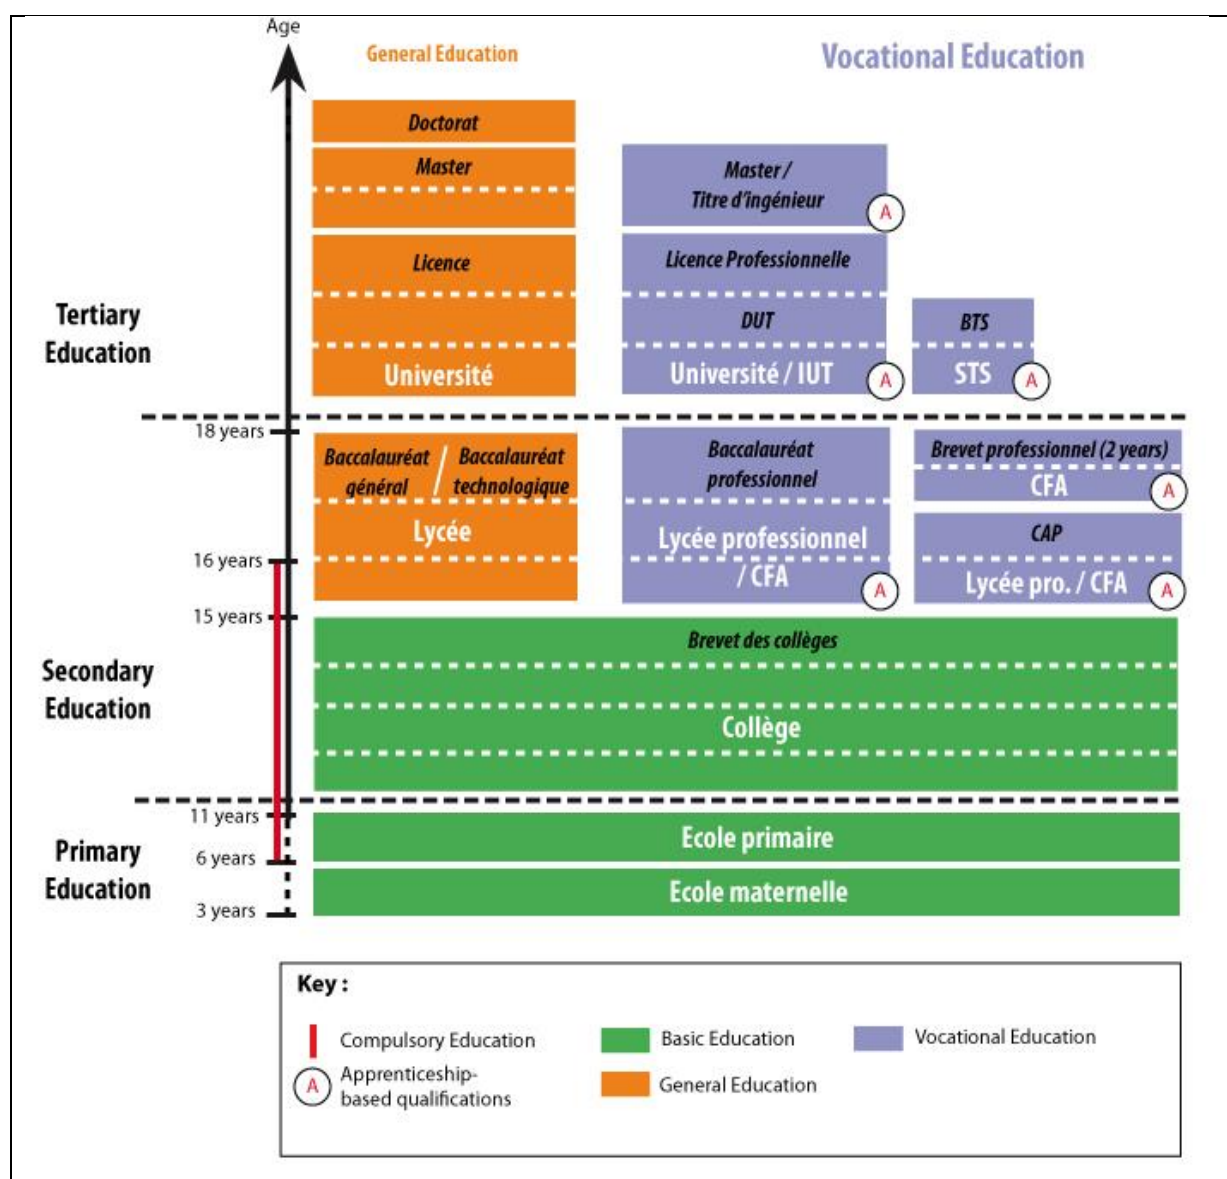 Age
General Education
Vocational Education
Doctorat
Master
Master /
Titre d'ingénieur
A
Licence
Licence Professionnelle
Tertiary
Education
DUT
BTS
Université
Université / IUT
A
STS
A
18 years
Baccalauréat
général
/
Baccalauréat
technologique
Lycée
Baccalauréat
professionnel
Lycée professionnel
/ CFA
A
Brevet professionnel (2 years)
CFA
A
CAP
Lycée pro. / CFA
A
16 years
15 years
Secondary
Education
Brevet des collèges
Collège
11 years
Primary
Education
6 years
3 years
Ecole primaire
Ecole maternelle
Key :
Compulsory Education
Basic Education
Vocational Education
A
Apprenticeship-
based qualifications
General Education